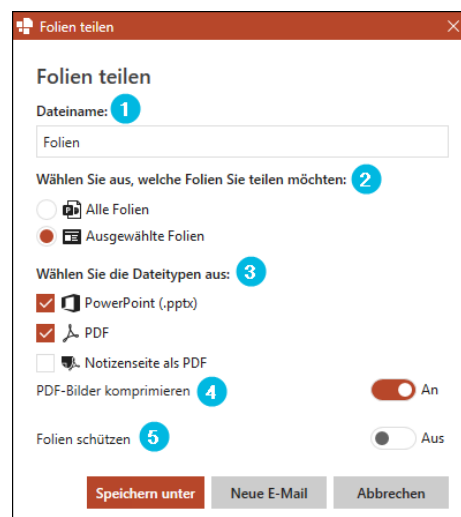 Folien teilen
Folien teilen
Dateiname: 1
Folien
Wählen Sie aus, welche Folien Sie teilen möchten: 2
Alle Folien
Ausgewählte Folien
Wählen Sie die Dateitypen aus: 3
PowerPoint (.pptx)
PDF
Notizenseite als PDF
PDF-Bilder komprimieren 4 An
Folien schützen 5 Aus
Speichern unter Neue E-Mail Abbrechen